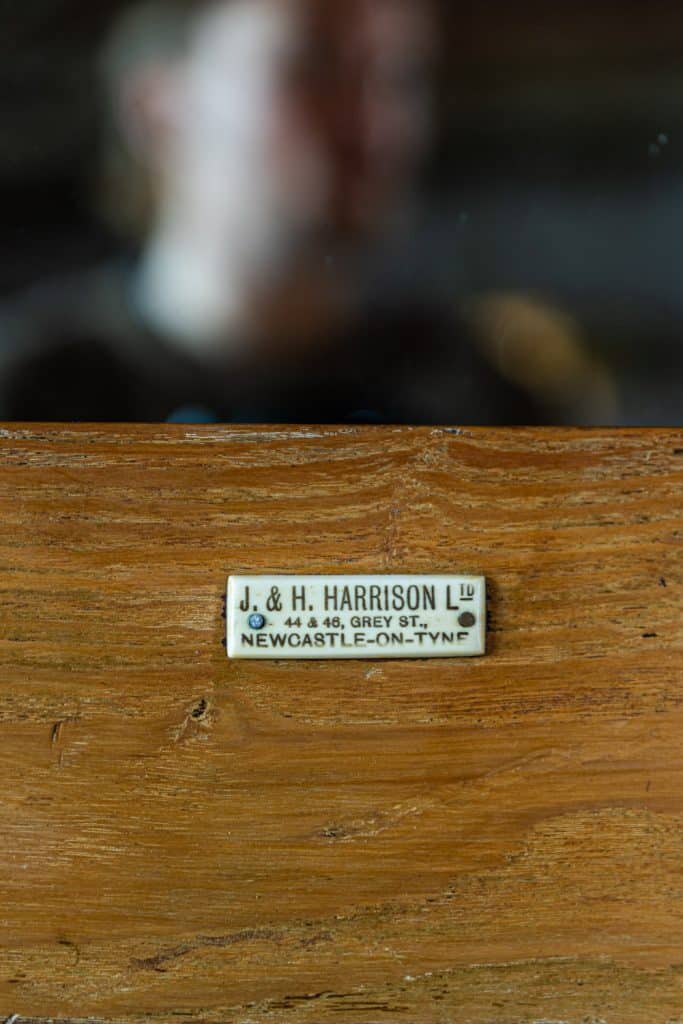 J. & H. HARRISON LTD
44 & 46, GREY ST.,
NEWCASTLE-ON-TYNE